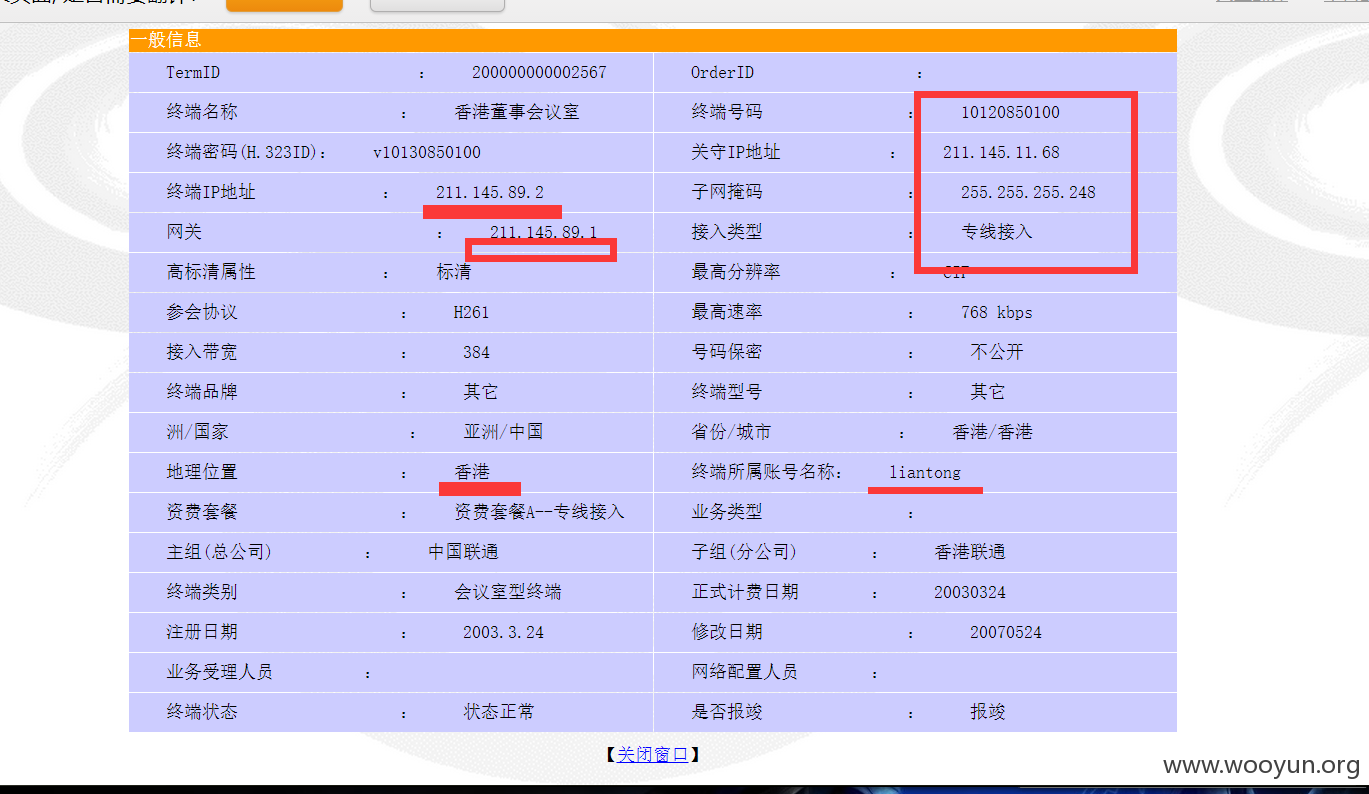 一般信息
TermID : 200000000002567 OrderID :
终端名称 : 香港董事会议室 终端号码 : 10120850100
终端密码(H.323ID): v10130850100 关守IP地址 : 211.145.11.68
终端IP地址 : 211.145.89.2 子网掩码 : 255.255.255.248
网关 : 211.145.89.1 接入类型 : 专线接入
高标清属性 : 标清 最高分辨率 : CIF
参会协议 : H261 最高速率 : 768 kbps
接入带宽 : 384 号码保密 : 不公开
终端品牌 : 其它 终端型号 : 其它
洲/国家 : 亚洲/中国 省份/城市 : 香港/香港
地理位置 : 香港 终端所属账号名称: liantong
资费套餐 : 资费套餐A--专线接入 业务类型 :
主组(总公司) : 中国联通 子组(分公司) : 香港联通
终端类别 : 会议室型终端 正式计费日期 : 20030324
注册日期 : 2003.3.24 修改日期 : 20070524
业务受理人员 : 网络配置人员 :
终端状态 : 状态正常 是否报竣 : 报竣
【关闭窗口】
www.wooyun.org